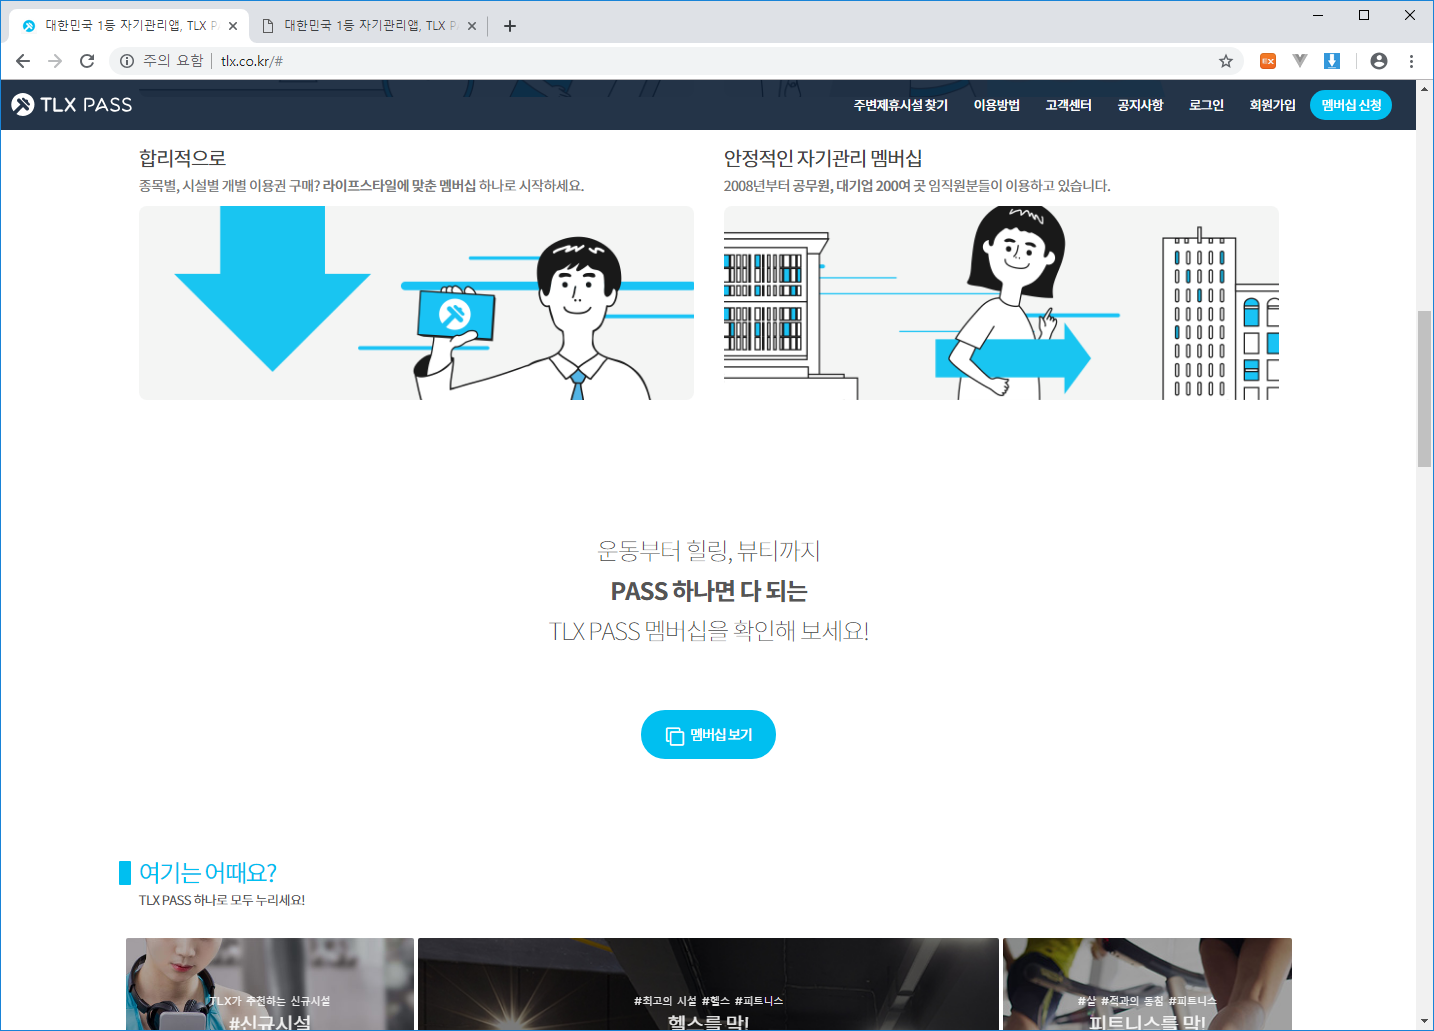 대한민국 1등 자기관리앱, TLX P
대한민국 1등 자기관리앱, TLX P
주의 요함
tlx.co.kr/#
TLX PASS
주변제휴시설 찾기
이용방법
고객센터
공지사항
로그인
회원가입
멤버십 신청
합리적으로
종목별, 시설별 개별 이용권 구매? 라이프스타일에 맞춘 멤버십 하나로 시작하세요.
안정적인 자기관리 멤버십
2008년부터 공무원, 대기업 200여 곳 임직원분들이 이용하고 있습니다.
운동부터 힐링, 뷰티까지
PASS 하나면 다 되는
TLX PASS 멤버십을 확인해 보세요!
멤버십 보기
여기는 어때요?
TLX PASS 하나로 모두 누리세요!
TLX가 추천하는 신규시설
#신규시설
#최고의 시설 #헬스 #피트니스
헬스를 막!
#살 #적과의 동침 #피트니스
피트니스를 막!